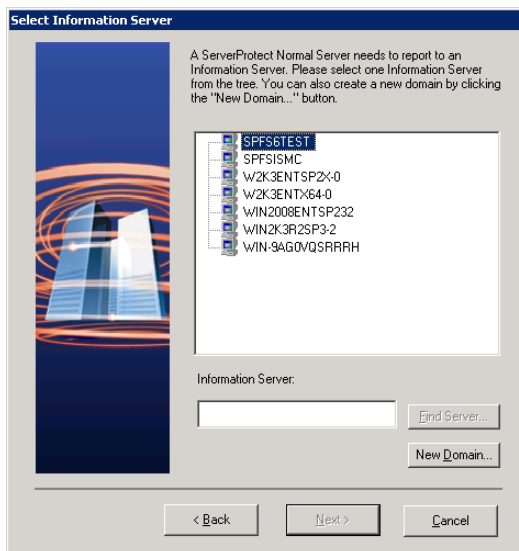 Select Information Server
A ServerProtect Normal Server needs to report to an
Information Server. Please select one Information Server
from the tree. You can also create a new domain by clicking
the "New Domain..." button.
SPFS6TEST
SPFSISMC
W2K3ENTSP2X-0
W2K3ENTX64-0
WIN2008ENTSP232
WIN2K3R2SP3-2
WIN-9AG0VQSRRRH
Information Server:
Find Server...
New Domain...
< Back
Next >
Cancel